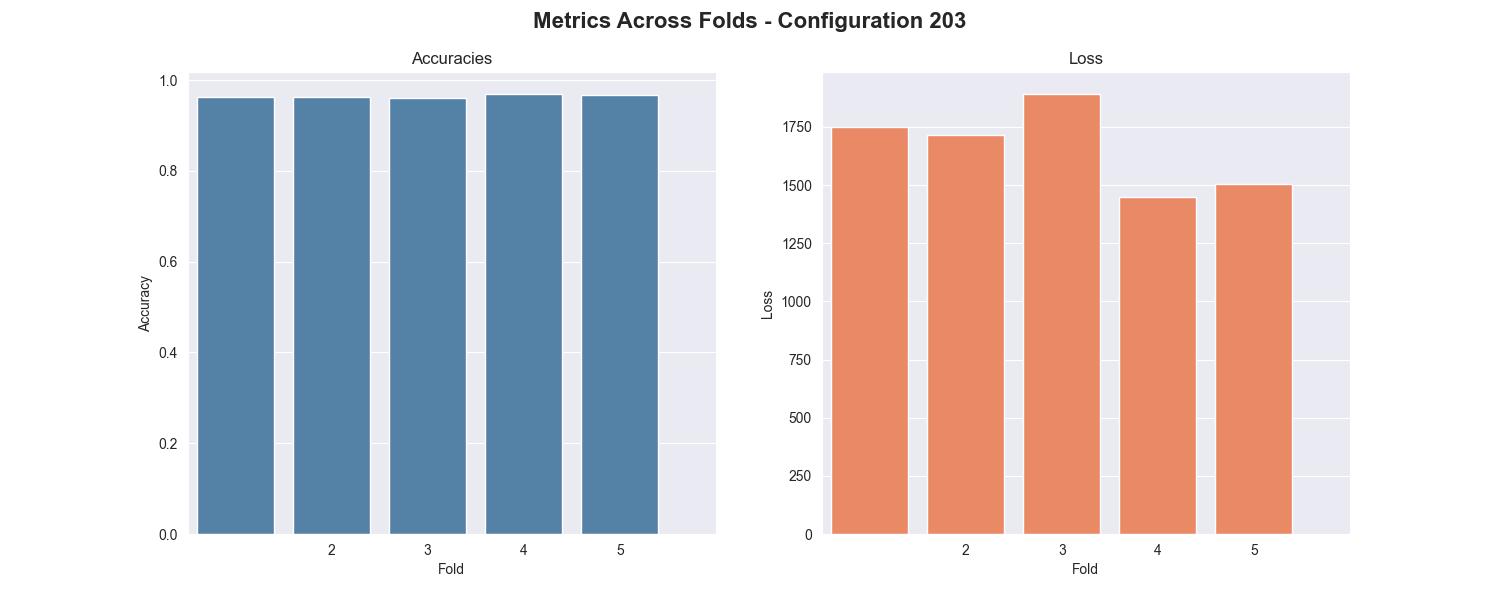 Metrics Across Folds - Configuration 203
Accuracies
1.0
0.8
0.6
0.4
0.2
0.0
Accuracy
2 3 4 5
Fold
Loss
1750
1500
1250
1000
750
500
250
0
Loss
2 3 4 5
Fold